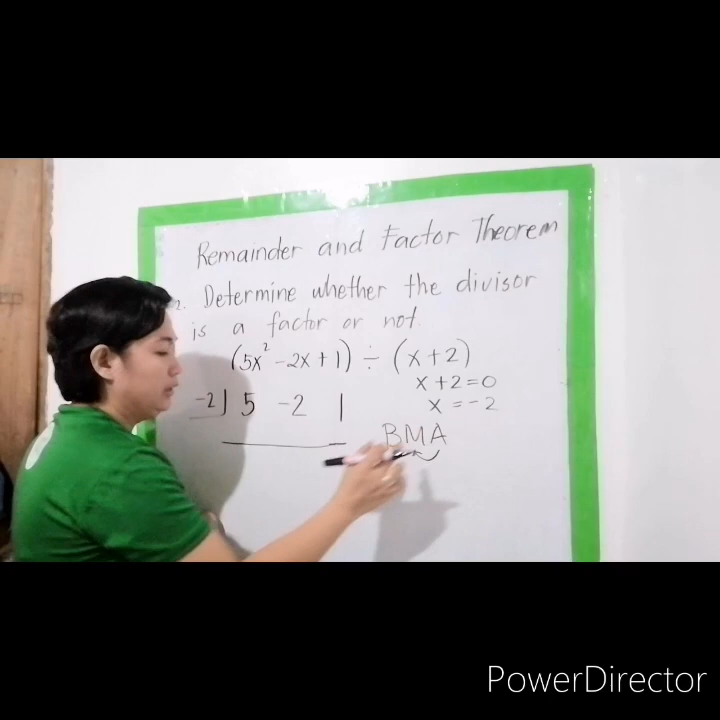 Remainder and Factor Theorem
2. Determine whether the divisor
is a factor or not.
(5x² - 2x + 1) ÷ (x + 2)
x + 2 = 0
x = -2
-2 | 5 -2 1
BMA
PowerDirector